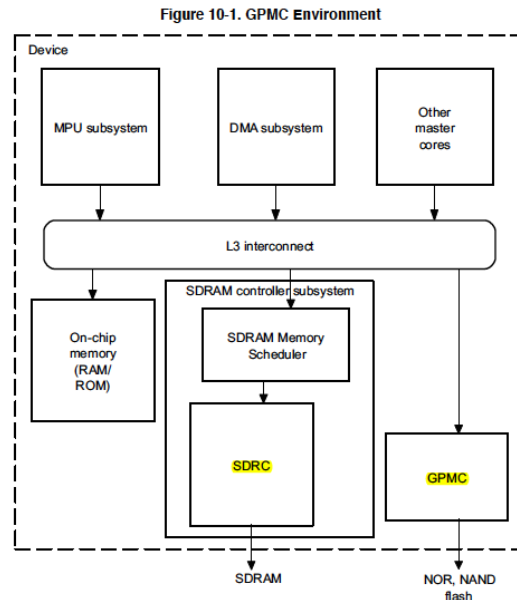 Figure 10-1. GPMC Environment
Device
MPU subsystem
DMA subsystem
Other
master
cores
L3 interconnect
SDRAM controller subsystem
On-chip
memory
(RAM/
ROM)
SDRAM Memory
Scheduler
SDRC
GPMC
SDRAM
NOR, NAND
flash